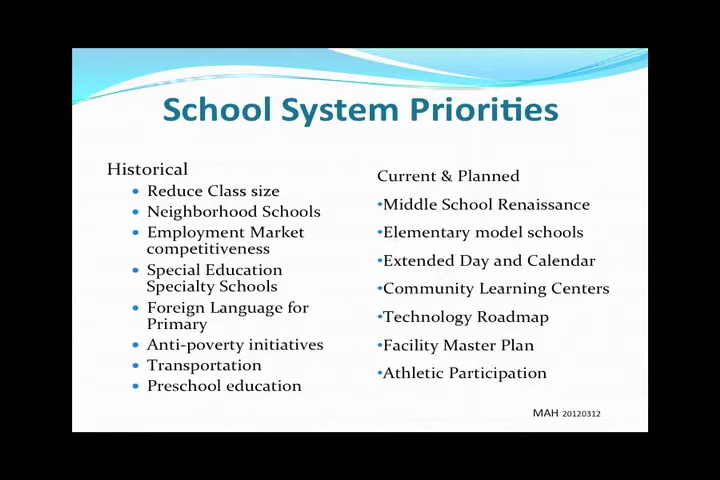 School System Priorities
Historical
• Reduce Class size
• Neighborhood Schools
• Employment Market
competitiveness
• Special Education
Specialty Schools
• Foreign Language for
Primary
• Anti-poverty initiatives
• Transportation
• Preschool education
Current & Planned
•Middle School Renaissance
•Elementary model schools
•Extended Day and Calendar
•Community Learning Centers
•Technology Roadmap
•Facility Master Plan
•Athletic Participation
MAH 20120312